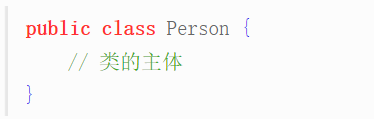 public class Person {
    // 类的主体
}